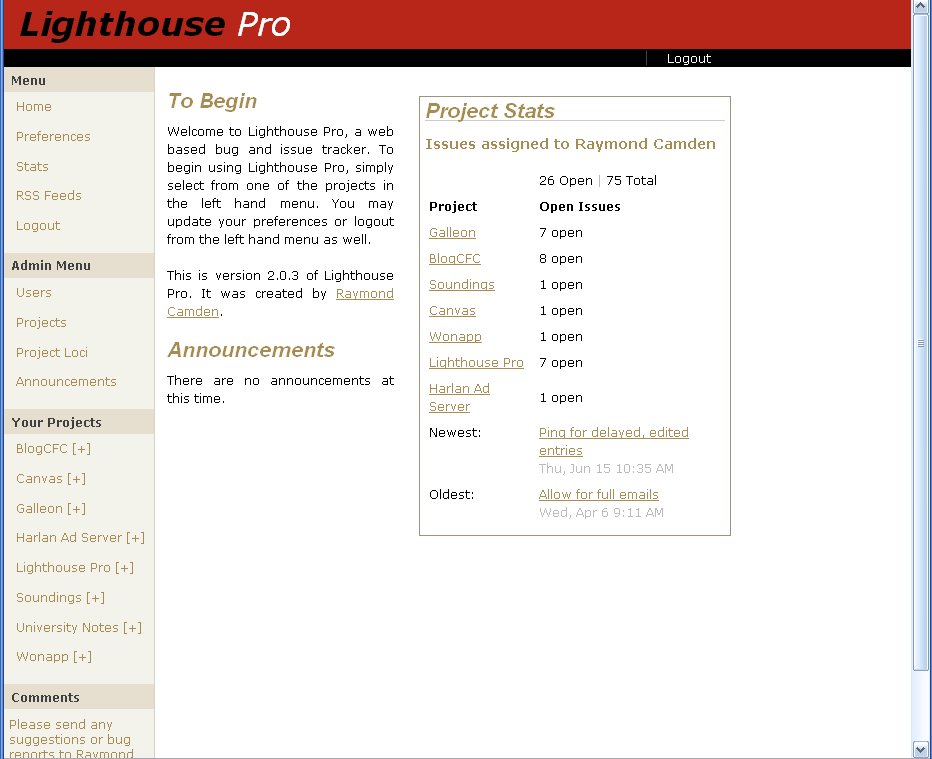 Lighthouse Pro
Logout
Menu
Home
Preferences
Stats
RSS Feeds
Logout
Admin Menu
Users
Projects
Project Loci
Announcements
Your Projects
BlogCFC [+]
Canvas [+]
Galleon [+]
Harlan Ad Server [+]
Lighthouse Pro [+]
Soundings [+]
University Notes [+]
Wonapp [+]
Comments
Please send any
suggestions or bug
reports to Raymond
To Begin
Welcome to Lighthouse Pro, a web
based bug and issue tracker. To
begin using Lighthouse Pro, simply
select from one of the projects in
the left hand menu. You may
update your preferences or logout
from the left hand menu as well.
This is version 2.0.3 of Lighthouse
Pro. It was created by Raymond
Camden.
Announcements
There are no announcements at
this time.
Project Stats
Issues assigned to Raymond Camden
26 Open | 75 Total
Project Open Issues
Galleon 7 open
BlogCFC 8 open
Soundings 1 open
Canvas 1 open
Wonapp 1 open
Lighthouse Pro 7 open
Harlan Ad
Server 1 open
Newest: Ping for delayed, edited
entries
Thu, Jun 15 10:35 AM
Oldest: Allow for full emails
Wed, Apr 6 9:11 AM